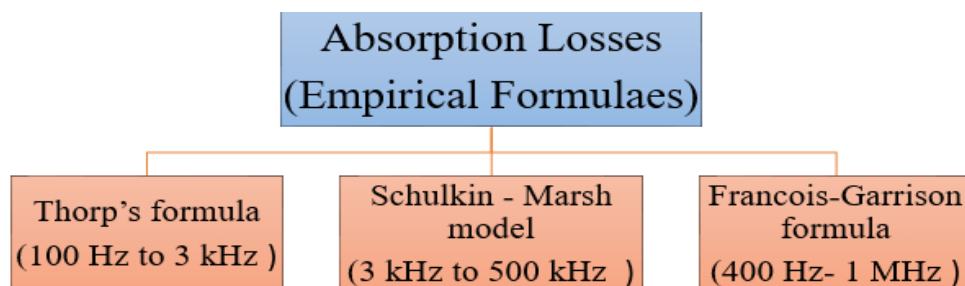 Absorption Losses
(Empirical Formulaes)
Thorp's formula
(100 Hz to 3 kHz )
Schulkin - Marsh
model
(3 kHz to 500 kHz )
Francois-Garrison
formula
(400 Hz- 1 MHz )